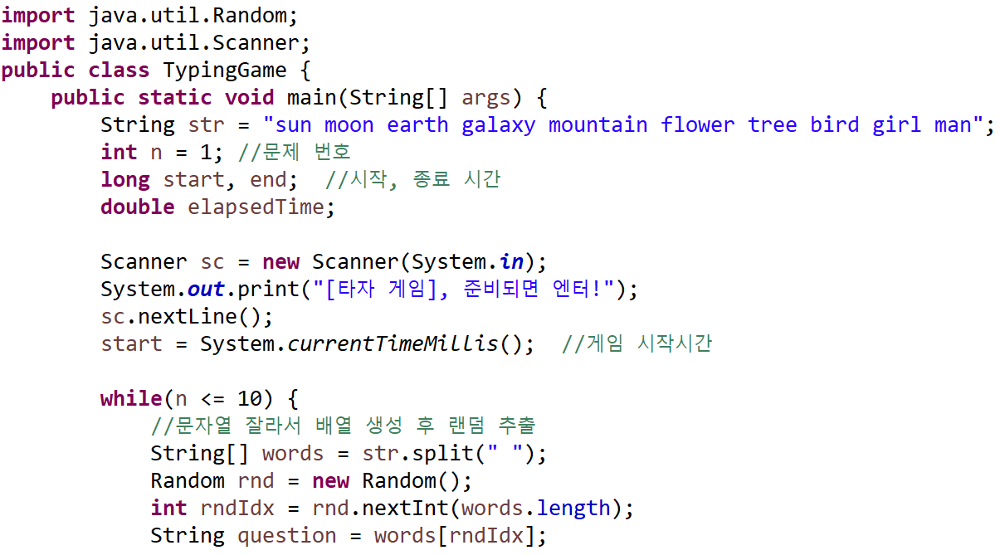 import java.util.Random;
import java.util.Scanner;
public class TypingGame {
public static void main(String[] args) {
String str = "sun moon earth galaxy mountain flower tree bird girl man";
int n = 1; //문제 번호
long start, end; //시작, 종료 시간
double elapsedTime;
Scanner sc = new Scanner(System.in);
System.out.print("[타자 게임], 준비되면 엔터!");
sc.nextLine();
start = System.currentTimeMillis(); //게임 시작시간
while(n <= 10) {
//문자열 잘라서 배열 생성 후 랜덤 추출
String[] words = str.split(" ");
Random rnd = new Random();
int rndIdx = rnd.nextInt(words.length);
String question = words[rndIdx];